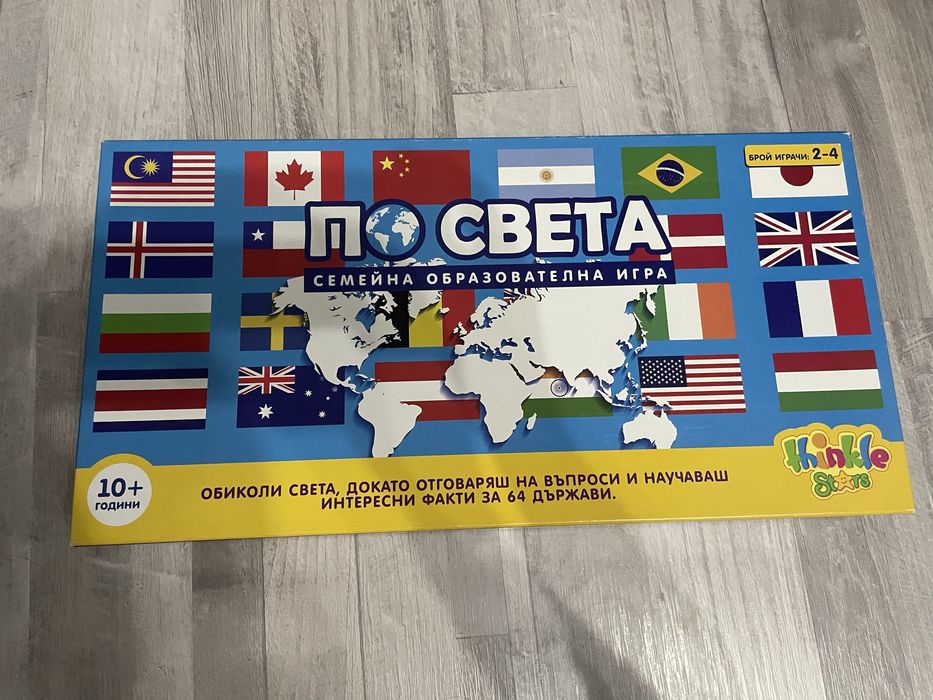 БРОЙ ИГРАЧИ: 2-4
ПО СВЕТА
СЕМЕЙНА ОБРАЗОВАТЕЛНА ИГРА
thinkle
Stars
10+
ГОДИНИ
ОБИКОЛИ СВЕТА, ДОКАТО ОТГОВАРЯШ НА ВЪПРОСИ И НАУЧАВАШ
ИНТЕРЕСНИ ФАКТИ ЗА 64 ДЪРЖАВИ.